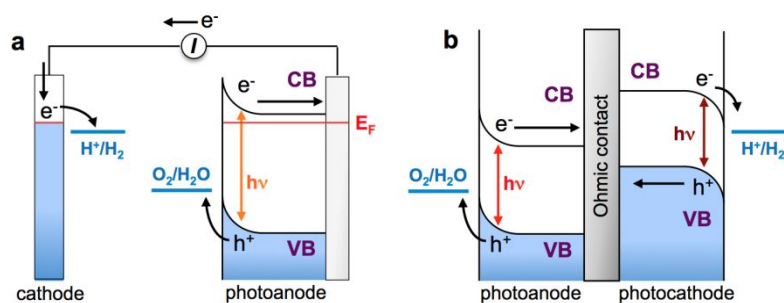 a
e-
I
e-
CB
e-
EF
H+/H2
O2/H2O
hν
h+
VB
cathode
photoanode
b
CB
CB
e-
e-
Ohmic contact
hν
hν
H+/H2
O2/H2O
h+
VB
h+
VB
photoanode
photocathode